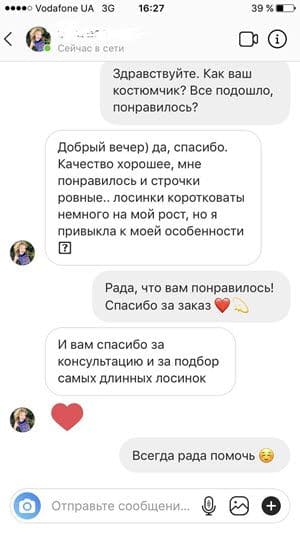 Vodafone UA 3G 16:27 39 %
Сейчас в сети
Здравствуйте. Как ваш
костюмчик? Все подошло,
понравилось?
Добрый вечер) да, спасибо.
Качество хорошее, мне
понравилось и строчки
ровные.. лосинки коротковаты
немного на мой рост, но я
привыкла к моей особенности
Рада, что вам понравилось!
Спасибо за заказ ❤️💫
И вам спасибо за
консультацию и за подбор
самых длинных лосинок
❤️
Всегда рада помочь ☺️
Отправьте сообщени...